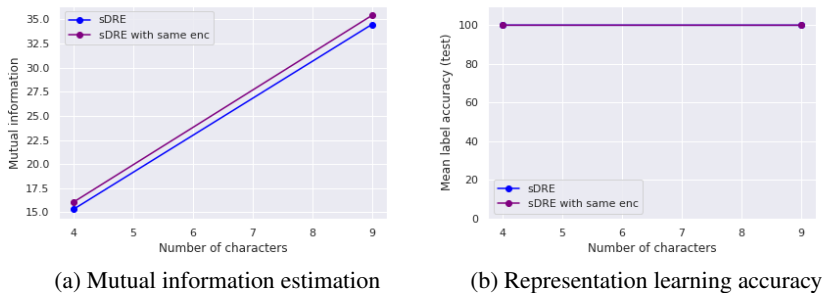 35.0
32.5
30.0
27.5
25.0
22.5
20.0
17.5
15.0
Mutual information
sDRE
sDRE with same enc
4 5 6 7 8 9
Number of characters
(a) Mutual information estimation
100
80
60
40
20
0
Mean label accuracy (test)
sDRE
sDRE with same enc
4 5 6 7 8 9
Number of characters
(b) Representation learning accuracy